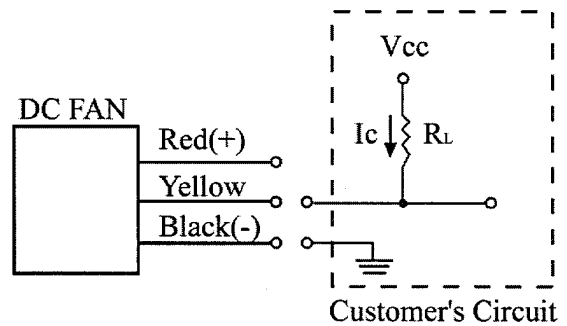 Vcc
DC FAN
Ic
RL
Red(+)
Yellow
Black(-)
Customer's Circuit